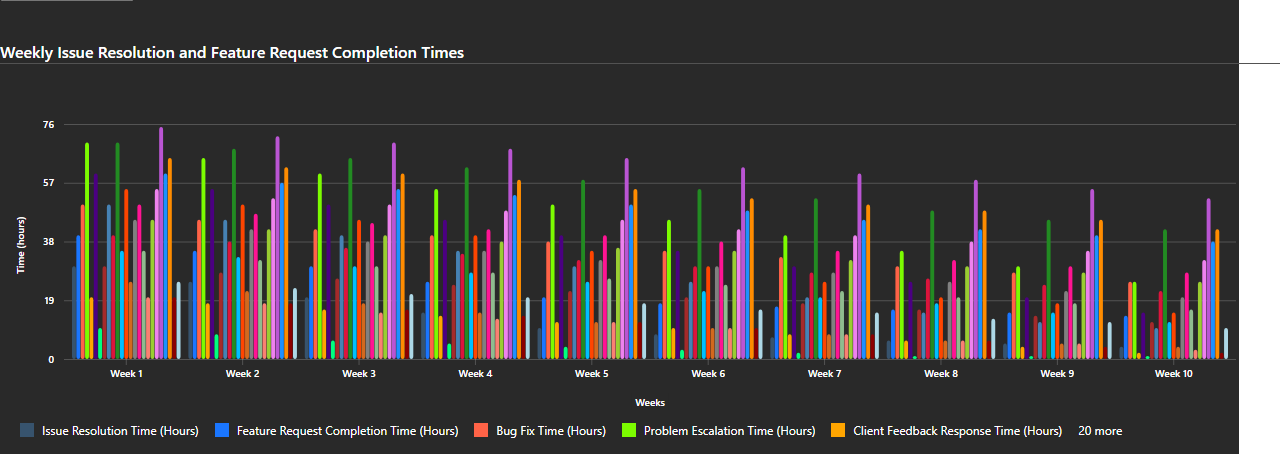 Weekly Issue Resolution and Feature Request Completion Times
76
57
38
19
0
Time (hours)
Week 1 Week 2 Week 3 Week 4 Week 5 Week 6 Week 7 Week 8 Week 9 Week 10
Weeks
Issue Resolution Time (Hours) Feature Request Completion Time (Hours) Bug Fix Time (Hours) Problem Escalation Time (Hours) Client Feedback Response Time (Hours) 20 more